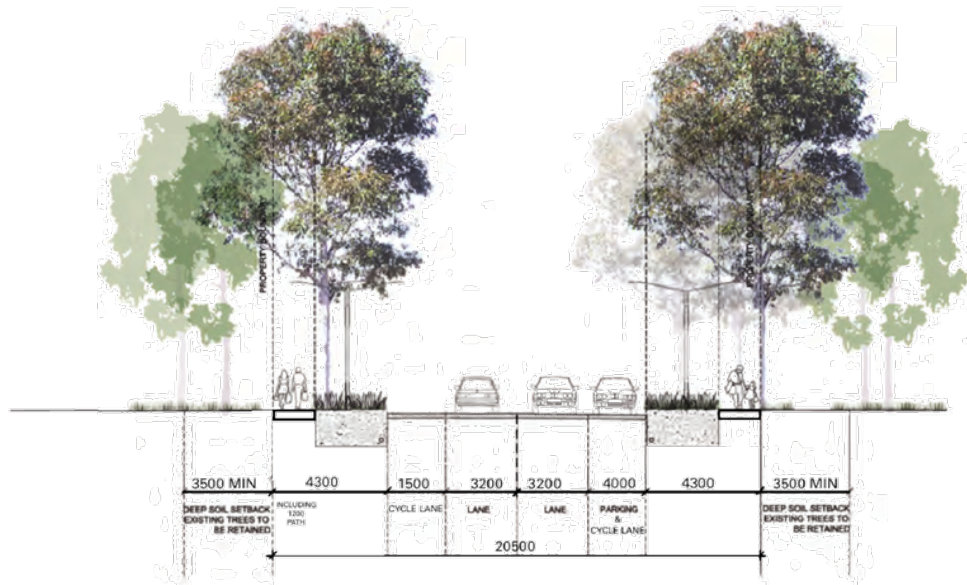 PROPERTY BOUNDARY
3500 MIN
4300
1500
3200
3200
4000
4300
3500 MIN
DEEP SOIL SETBACK
EXISTING TREES TO
BE RETAINED
INCLUDING
1200
PATH
CYCLE LANE
LANE
LANE
PARKING
&
CYCLE LANE
DEEP SOIL SETBACK
EXISTING TREES TO
BE RETAINED
20500